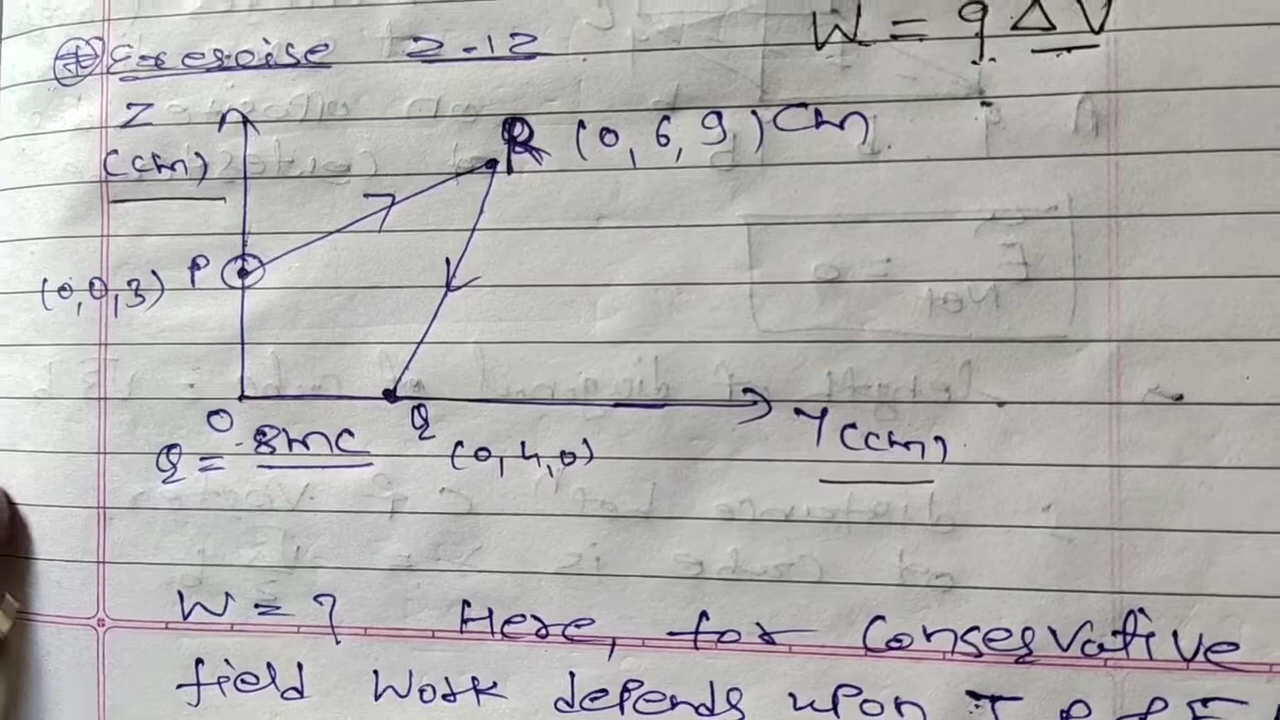 W = q ΔV
Exercise 2.12
Z
(cm)
R (0, 6, 9) cm
P
(0, 0, 3)
O
Q
Y (cm)
Q = 8mC
(0, 4, 0)
W = ? Here, for Conservative
field Work depends upon I. P & F.